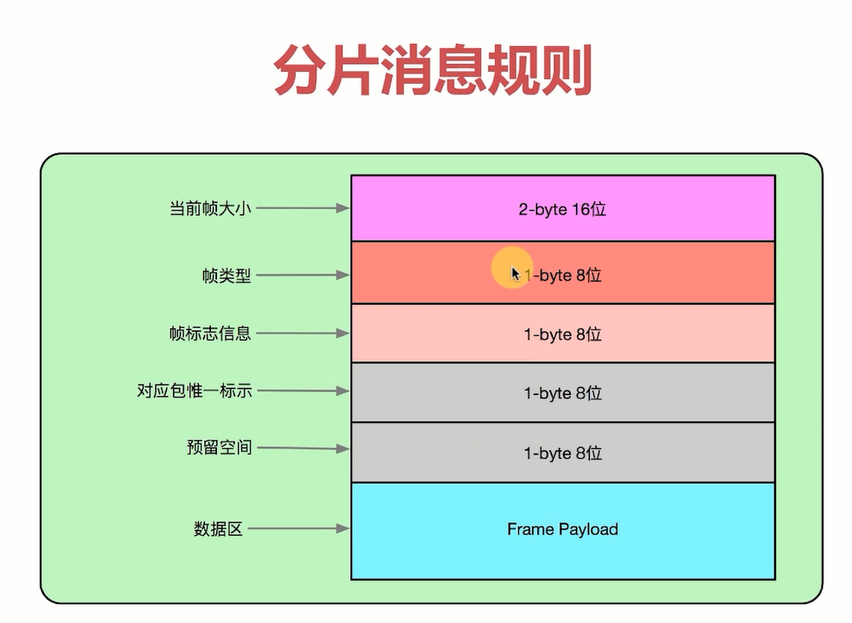 分片消息规则
当前帧大小
2-byte 16位
帧类型
1-byte 8位
帧标志信息
1-byte 8位
对应包惟一标示
1-byte 8位
预留空间
1-byte 8位
数据区
Frame Payload